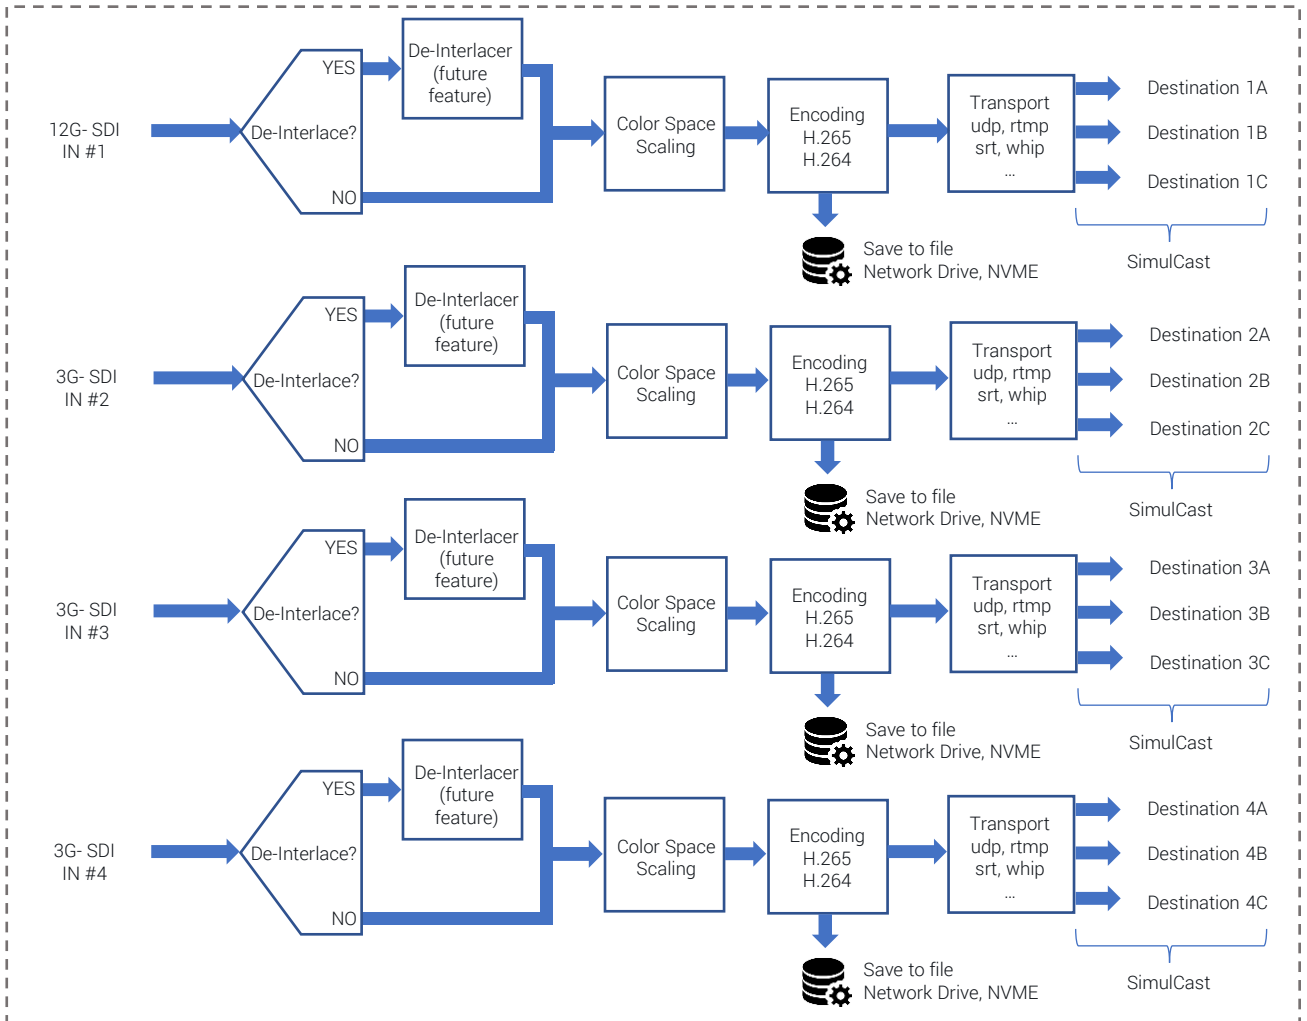 YES
De-Interlacer
(future
feature)
12G- SDI
IN #1
De-Interlace?
NO
Color Space
Scaling
Encoding
H.265
H.264
Transport
udp, rtmp
srt, whip
...
Destination 1A
Destination 1B
Destination 1C
Save to file
Network Drive, NVME
SimulCast
YES
De-Interlacer
(future
feature)
3G- SDI
IN #2
De-Interlace?
NO
Color Space
Scaling
Encoding
H.265
H.264
Transport
udp, rtmp
srt, whip
...
Destination 2A
Destination 2B
Destination 2C
Save to file
Network Drive, NVME
SimulCast
YES
De-Interlacer
(future
feature)
3G- SDI
IN #3
De-Interlace?
NO
Color Space
Scaling
Encoding
H.265
H.264
Transport
udp, rtmp
srt, whip
...
Destination 3A
Destination 3B
Destination 3C
Save to file
Network Drive, NVME
SimulCast
YES
De-Interlacer
(future
feature)
3G- SDI
IN #4
De-Interlace?
NO
Color Space
Scaling
Encoding
H.265
H.264
Transport
udp, rtmp
srt, whip
...
Destination 4A
Destination 4B
Destination 4C
Save to file
Network Drive, NVME
SimulCast